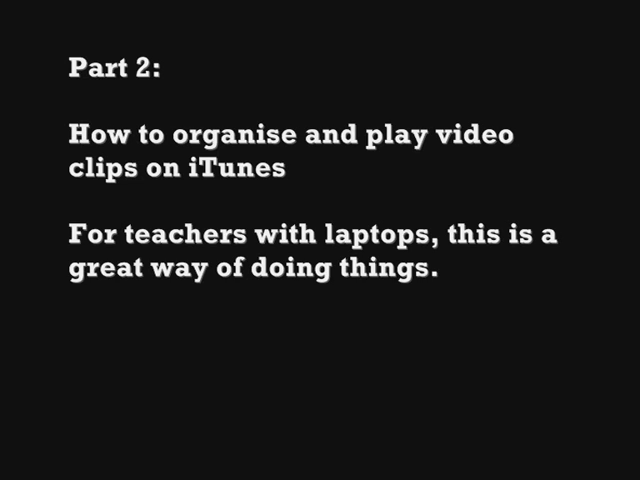 Part 2:
How to organise and play video
clips on iTunes
For teachers with laptops, this is a
great way of doing things.